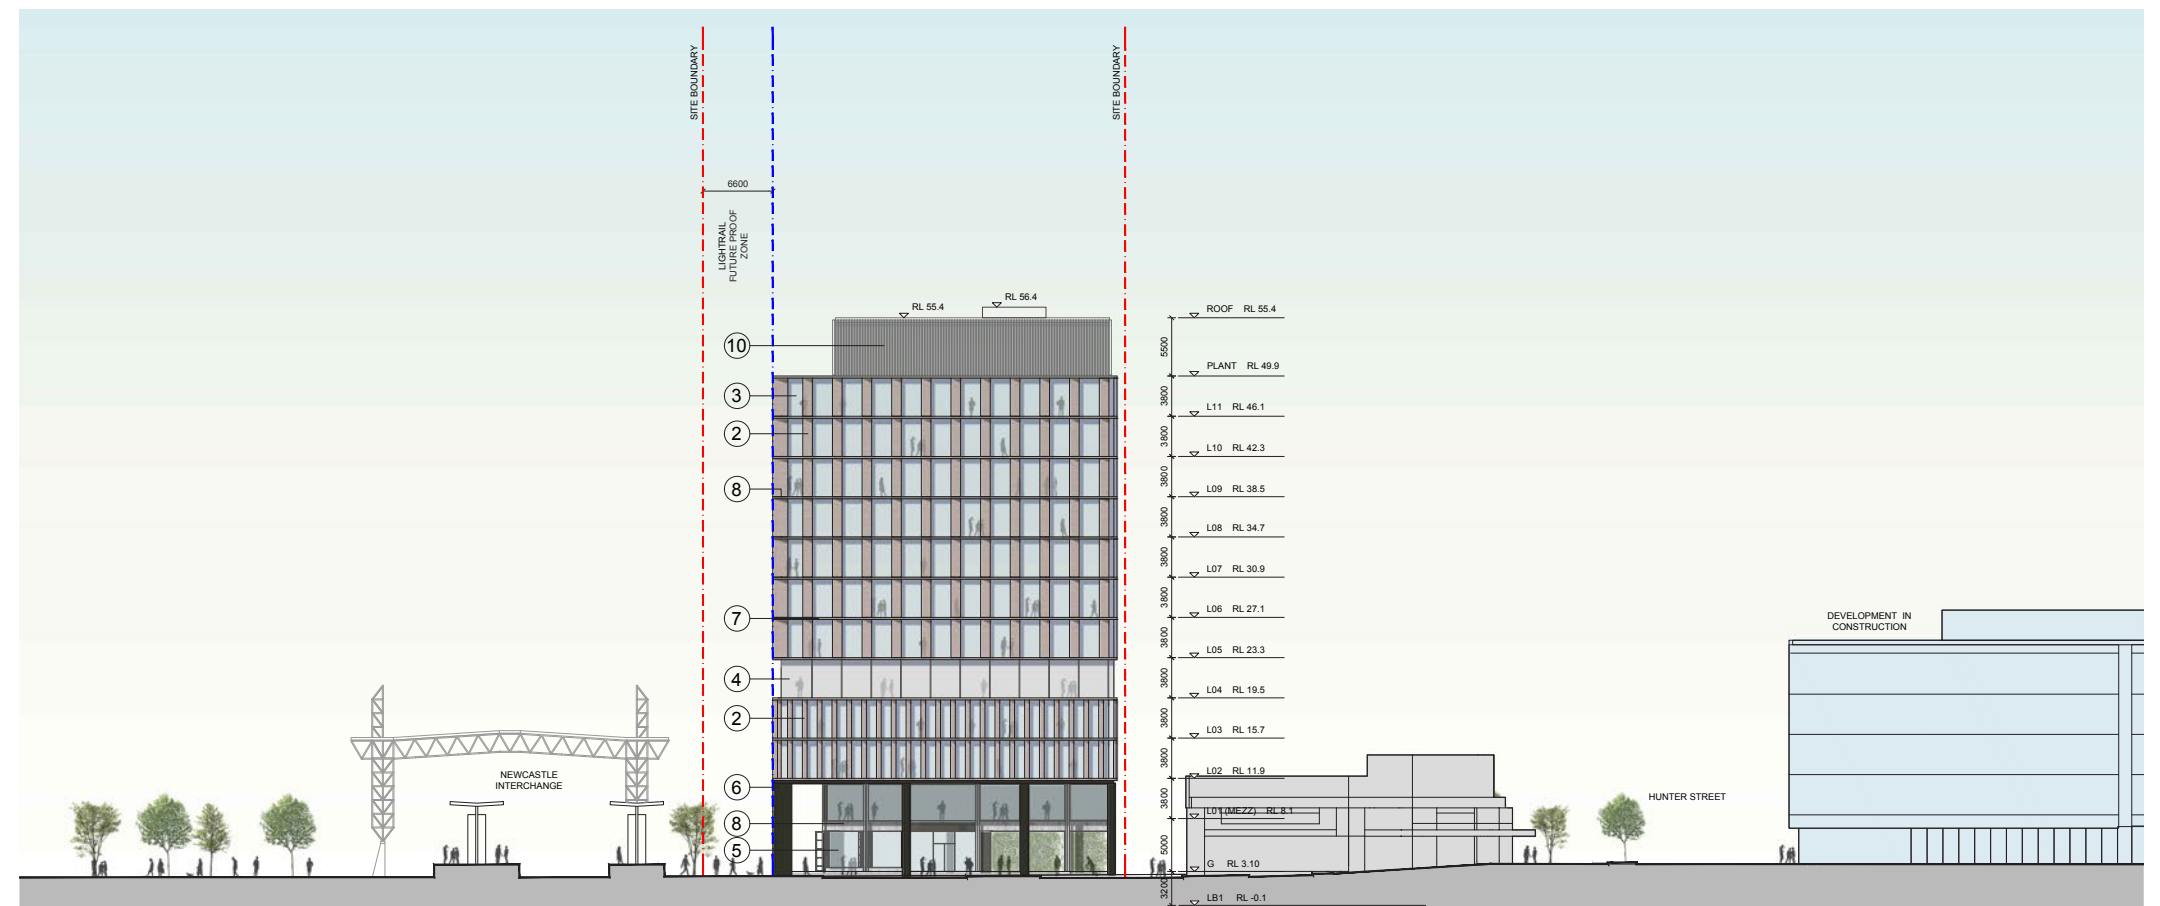 SITE BOUNDARY
SITE BOUNDARY
6600
LIGHTRAIL
FUTURE PROOF
ZONE
RL 55.4
RL 56.4
10
3
2
8
7
4
2
6
8
5
ROOF RL 55.4
5500
PLANT RL 49.9
3800
L11 RL 46.1
3800
L10 RL 42.3
3800
L09 RL 38.5
3800
L08 RL 34.7
3800
L07 RL 30.9
3800
L06 RL 27.1
3800
L05 RL 23.3
3800
L04 RL 19.5
3800
L03 RL 15.7
3800
L02 RL 11.9
3800
L01 (MEZZ) RL 8.1
5000
G RL 3.10
3200
LB1 RL -0.1
NEWCASTLE
INTERCHANGE
HUNTER STREET
DEVELOPMENT IN
CONSTRUCTION